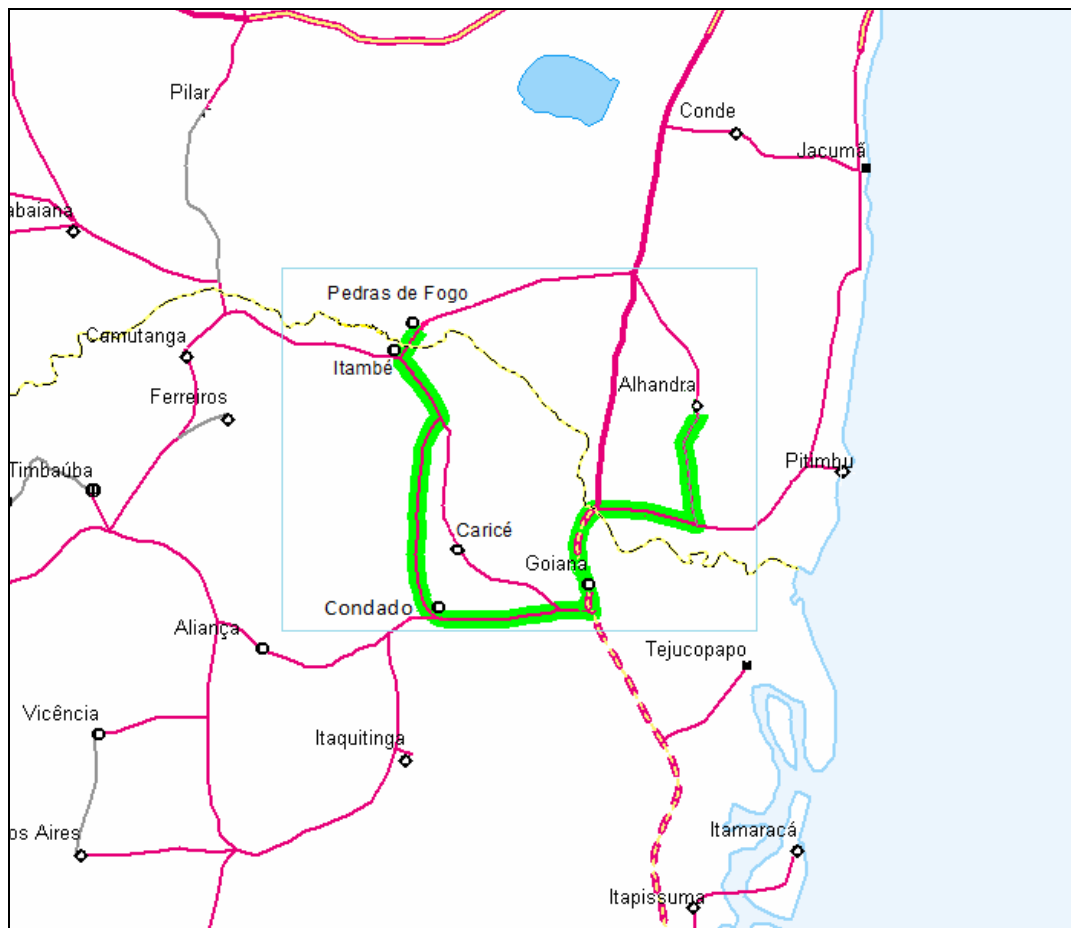 Pilar
Conde
Jacumã
abaiana
Pedras de Fogo
Camutanga
Itambé
Alhandra
Ferreiros
Timbaúba
Pitimbu
Caricé
Goiana
Condado
Aliança
Tejucopapo
Vicência
Itaquitinga
os Aires
Itamaracá
Itapissuma